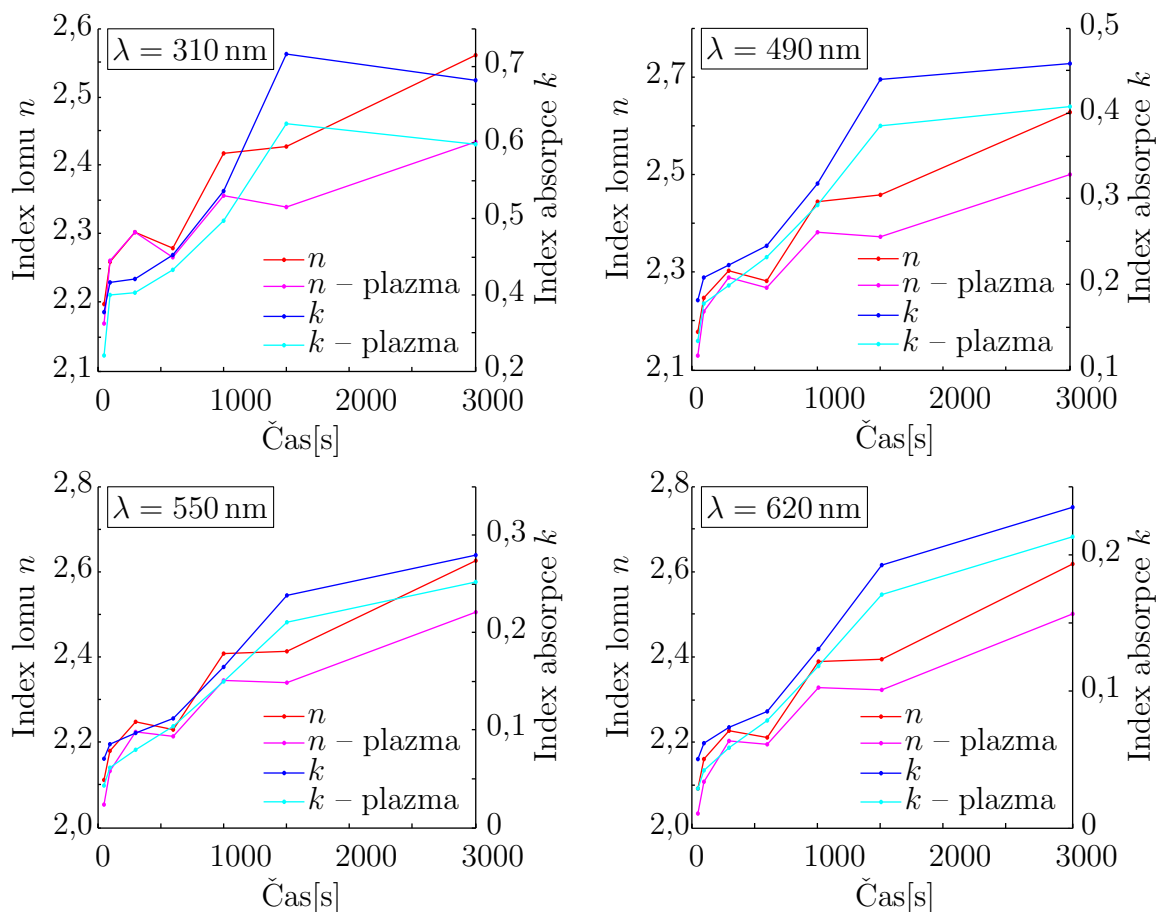 λ = 310 nm
Index lomu n
2,6
2,5
2,4
2,3
2,2
2,1
Index absorpce k
0,7
0,6
0,5
0,4
0,3
0,2
n
n – plazma
k
k – plazma
0 1000 2000 3000
Čas[s]
λ = 490 nm
Index lomu n
2,7
2,5
2,3
2,1
Index absorpce k
0,5
0,4
0,3
0,2
0,1
n
n – plazma
k
k – plazma
0 1000 2000 3000
Čas[s]
λ = 550 nm
Index lomu n
2,8
2,6
2,4
2,2
2,0
Index absorpce k
0,3
0,2
0,1
0
n
n – plazma
k
k – plazma
0 1000 2000 3000
Čas[s]
λ = 620 nm
Index lomu n
2,8
2,6
2,4
2,2
2,0
Index absorpce k
0,2
0,1
0
n
n – plazma
k
k – plazma
0 1000 2000 3000
Čas[s]